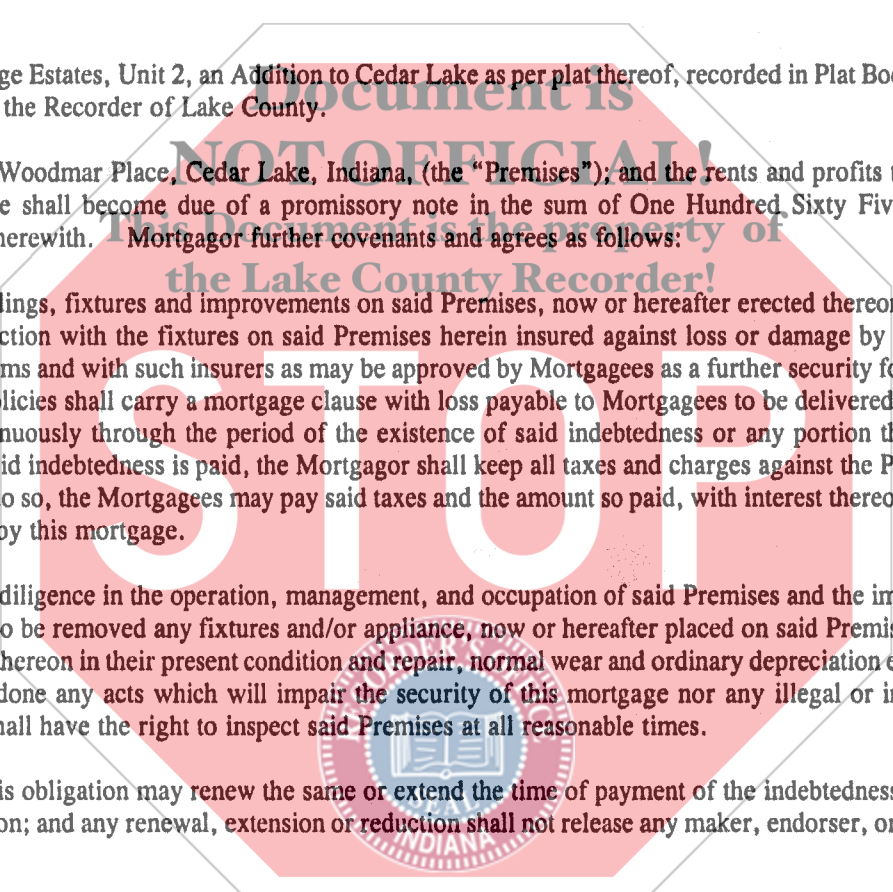 ge Estates, Unit 2, an Addition to Cedar Lake as per plat thereof, recorded in Plat Boo
Document is
the Recorder of Lake County.
NOT OFFICIAL!
Woodmar Place, Cedar Lake, Indiana, (the “Premises”); and the rents and profits t
e shall become due of a promissory note in the sum of One Hundred Sixty Fiv
This Document is the property of
herewith. Mortgagor further covenants and agrees as follows:
the Lake County Recorder!
lings, fixtures and improvements on said Premises, now or hereafter erected thereon
ction with the fixtures on said Premises herein insured against loss or damage by
ms and with such insurers as may be approved by Mortgagees as a further security fo
licies shall carry a mortgage clause with loss payable to Mortgagees to be delivered
nuously through the period of the existence of said indebtedness or any portion th
id indebtedness is paid, the Mortgagor shall keep all taxes and charges against the P
o so, the Mortgagees may pay said taxes and the amount so paid, with interest thereo
by this mortgage.
STOP
diligence in the operation, management, and occupation of said Premises and the im
o be removed any fixtures and/or appliance, now or hereafter placed on said Premis
hereon in their present condition and repair, normal wear and ordinary depreciation e
done any acts which will impair the security of this mortgage nor any illegal or i
hall have the right to inspect said Premises at all reasonable times.
RECORDER'S OFFICE
SEAL
INDIANA
is obligation may renew the same or extend the time of payment of the indebtedness
on; and any renewal, extension or reduction shall not release any maker, endorser, or